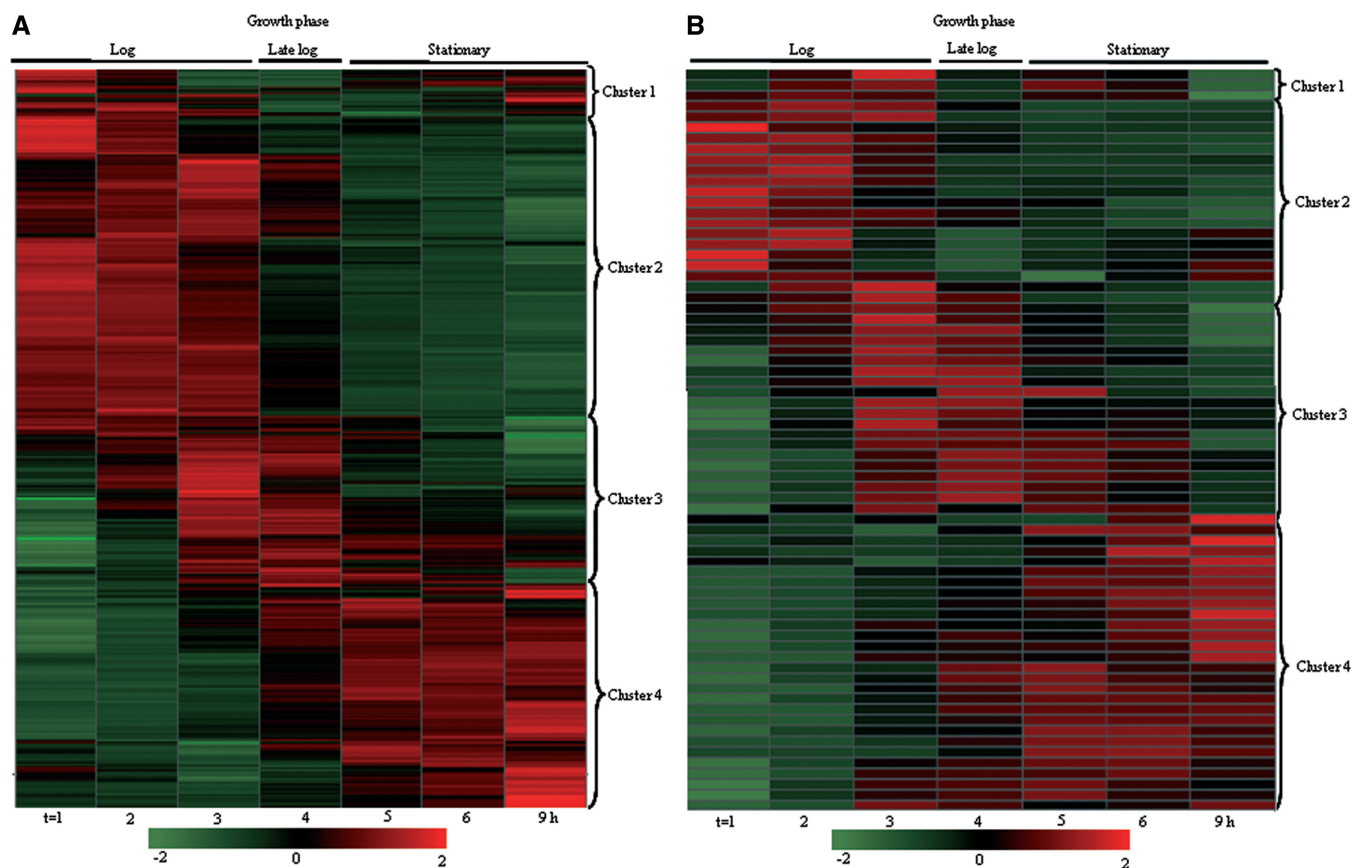 A
Growth phase
Log Late log Stationary
Cluster 1
Cluster 2
Cluster 3
Cluster 4
t=1 2 3 4 5 6 9 h
-2 0 2
B
Growth phase
Log Late log Stationary
Cluster 1
Cluster 2
Cluster 3
Cluster 4
t=1 2 3 4 5 6 9 h
-2 0 2